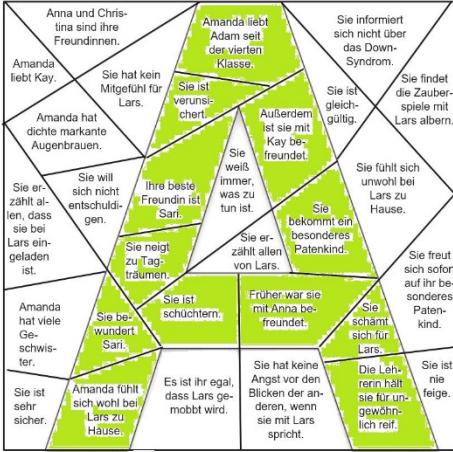 Anna und Chris-
tina sind ihre
Freundinnen.
Amanda liebt
Adam seit
der vierten
Klasse.
Sie informiert
sich nicht über
das Down-
Syndrom.
Amanda
liebt Kay.
Sie hat kein
Mitgefühl für
Lars.
Sie ist
verunsi-
chert.
Sie ist
gleich-
gültig.
Sie findet
die Zauber-
spiele mit
Lars albern.
Amanda hat
dichte markante
Augenbrauen.
Außerdem
ist sie mit
Kay be-
freundet.
Sie
weiß
immer,
was zu
tun ist.
Sie fühlt sich
unwohl bei
Lars zu
Hause.
Sie er-
zählt al-
len, dass
sie bei
Lars ein-
geladen
ist.
Sie will
sich nicht
entschuldi-
gen.
Ihre beste
Freundin ist
Sari.
Sie
bekommt ein
besonderes
Patenkind.
Sie neigt
zu Tag-
träumen.
Sie er-
zählt allen
von Lars.
Sie freut
sich sofort
auf ihr be-
sonderes
Paten-
kind.
Amanda
hat viele
Ge-
schwis-
ter.
Sie be-
wundert
Sari.
Sie ist
schüchtern.
Früher war sie
mit Anna be-
freundet.
Sie
schämt
sich für
Lars.
Sie ist
sehr
sicher.
Amanda fühlt
sich wohl bei
Lars zu
Hause.
Es ist ihr egal,
dass Lars ge-
mobbt wird.
Sie hat keine
Angst vor den
Blicken der an-
deren, wenn
sie mit Lars
spricht.
Die Leh-
rerin hält
sie für un-
gewöhn-
lich reif.
Sie ist
nie
feige.